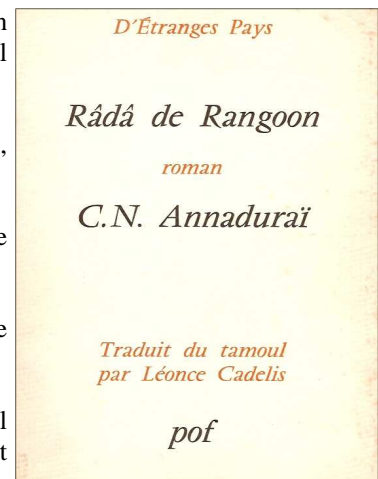 D'Étranges Pays
Râdâ de Rangoon
roman
C.N. Annaduraï
Traduit du tamoul
par Léonce Cadelis
pof